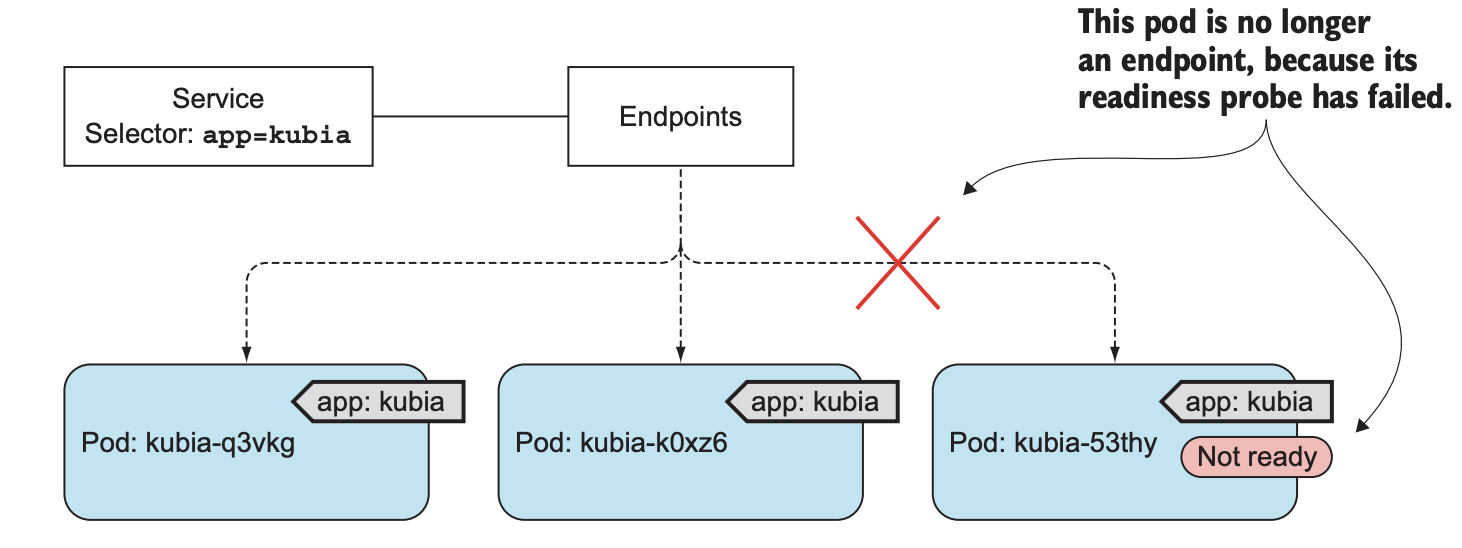 This pod is no longer
an endpoint, because its
readiness probe has failed.
Service
Selector: app=kubia
Endpoints
app: kubia
Pod: kubia-q3vkg
app: kubia
Pod: kubia-k0xz6
app: kubia
Pod: kubia-53thy
Not ready